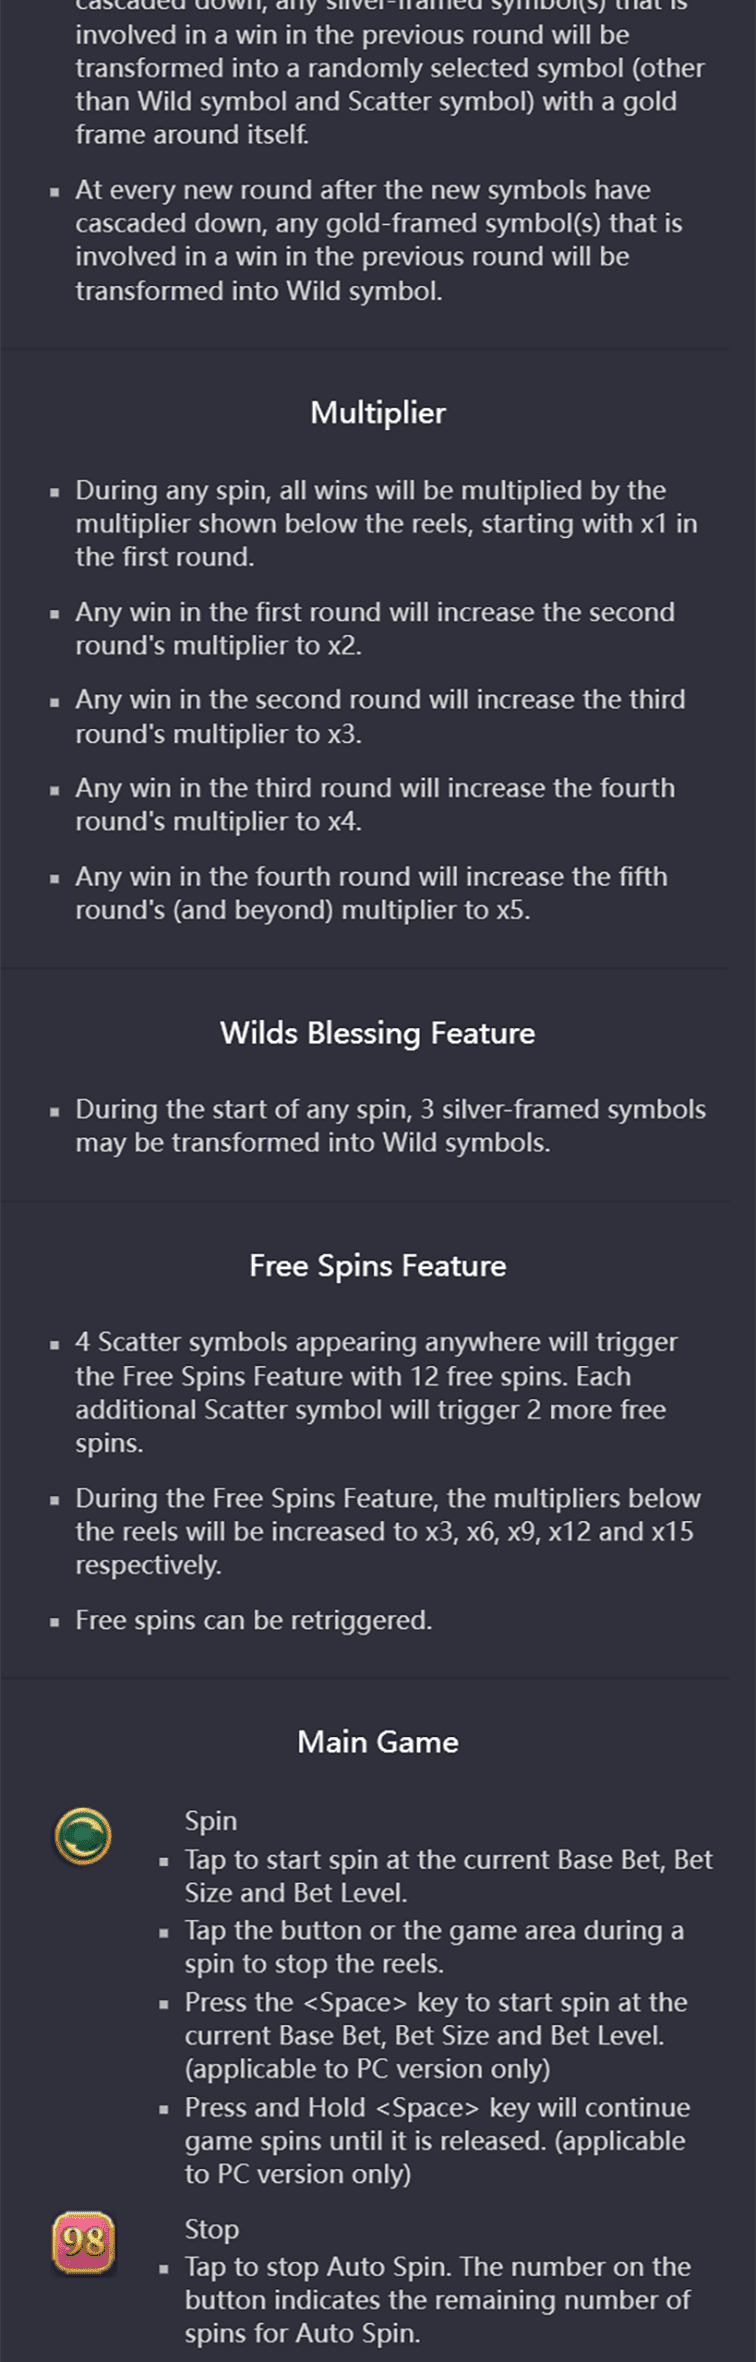 cascaded down, any silver-framed symbol(s) that is
involved in a win in the previous round will be
transformed into a randomly selected symbol (other
than Wild symbol and Scatter symbol) with a gold
frame around itself.
▪ At every new round after the new symbols have
cascaded down, any gold-framed symbol(s) that is
involved in a win in the previous round will be
transformed into Wild symbol.
Multiplier
▪ During any spin, all wins will be multiplied by the
multiplier shown below the reels, starting with x1 in
the first round.
▪ Any win in the first round will increase the second
round's multiplier to x2.
▪ Any win in the second round will increase the third
round's multiplier to x3.
▪ Any win in the third round will increase the fourth
round's multiplier to x4.
▪ Any win in the fourth round will increase the fifth
round's (and beyond) multiplier to x5.
Wilds Blessing Feature
▪ During the start of any spin, 3 silver-framed symbols
may be transformed into Wild symbols.
Free Spins Feature
▪ 4 Scatter symbols appearing anywhere will trigger
the Free Spins Feature with 12 free spins. Each
additional Scatter symbol will trigger 2 more free
spins.
▪ During the Free Spins Feature, the multipliers below
the reels will be increased to x3, x6, x9, x12 and x15
respectively.
▪ Free spins can be retriggered.
Main Game
Spin
▪ Tap to start spin at the current Base Bet, Bet
Size and Bet Level.
▪ Tap the button or the game area during a
spin to stop the reels.
▪ Press the <Space> key to start spin at the
current Base Bet, Bet Size and Bet Level.
(applicable to PC version only)
▪ Press and Hold <Space> key will continue
game spins until it is released. (applicable
to PC version only)
98
Stop
▪ Tap to stop Auto Spin. The number on the
button indicates the remaining number of
spins for Auto Spin.